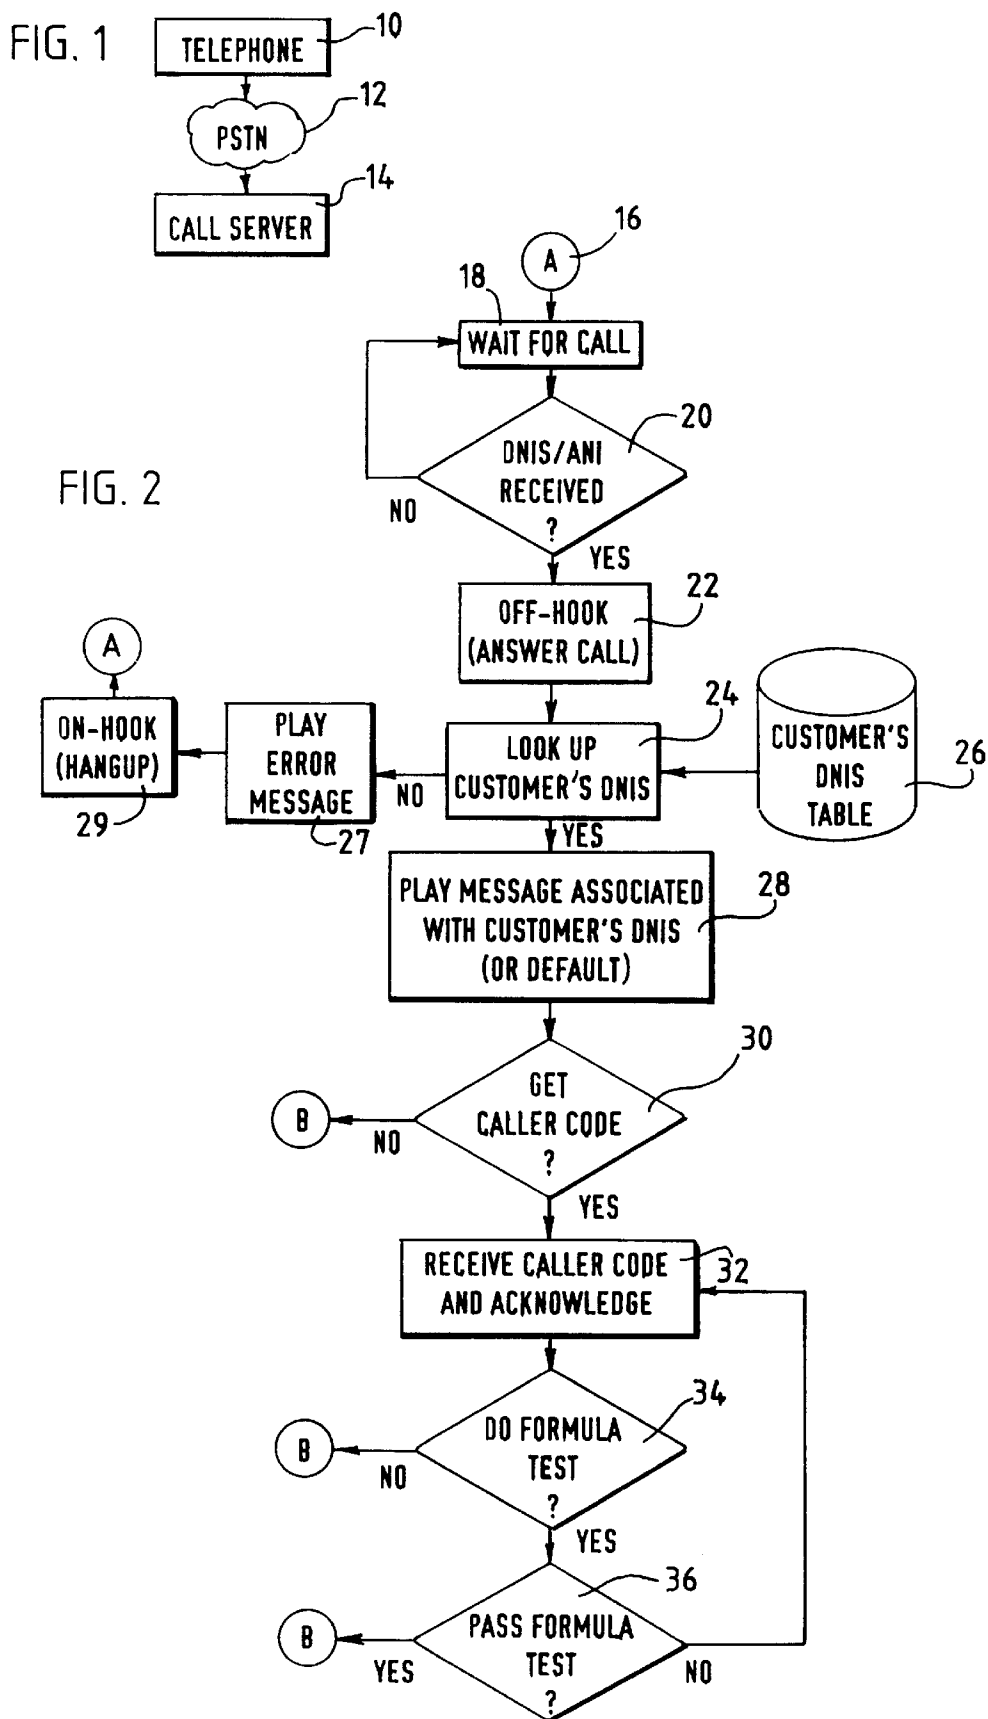 FIG. 1
TELEPHONE
10
12
PSTN
14
CALL SERVER
16
A
18
WAIT FOR CALL
20
DNIS/ANI
RECEIVED
?
NO
YES
FIG. 2
22
OFF-HOOK
(ANSWER CALL)
A
24
LOOK UP
CUSTOMER'S DNIS
CUSTOMER'S
DNIS
TABLE
26
ON-HOOK
(HANGUP)
29
PLAY
ERROR
MESSAGE
27
NO
YES
PLAY MESSAGE ASSOCIATED
WITH CUSTOMER'S DNIS
(OR DEFAULT)
28
30
GET
CALLER CODE
?
B
NO
YES
RECEIVE CALLER CODE
AND ACKNOWLEDGE
32
34
DO FORMULA
TEST
?
B
NO
YES
36
PASS FORMULA
TEST
?
B
YES
NO